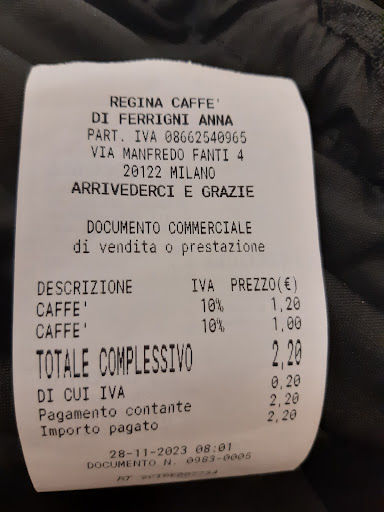 REGINA CAFFE'
DI FERRIGNI ANNA
PART. IVA 08662540965
VIA MANFREDO FANTI 4
20122 MILANO
ARRIVEDERCI E GRAZIE
DOCUMENTO COMMERCIALE
di vendita o prestazione
DESCRIZIONE IVA PREZZO(€)
CAFFE' 10% 1,20
CAFFE' 10% 1,00
TOTALE COMPLESSIVO 2,20
DI CUI IVA 0,20
Pagamento contante 2,20
Importo pagato 2,20
28-11-2023 08:01
DOCUMENTO N. 0983-0005